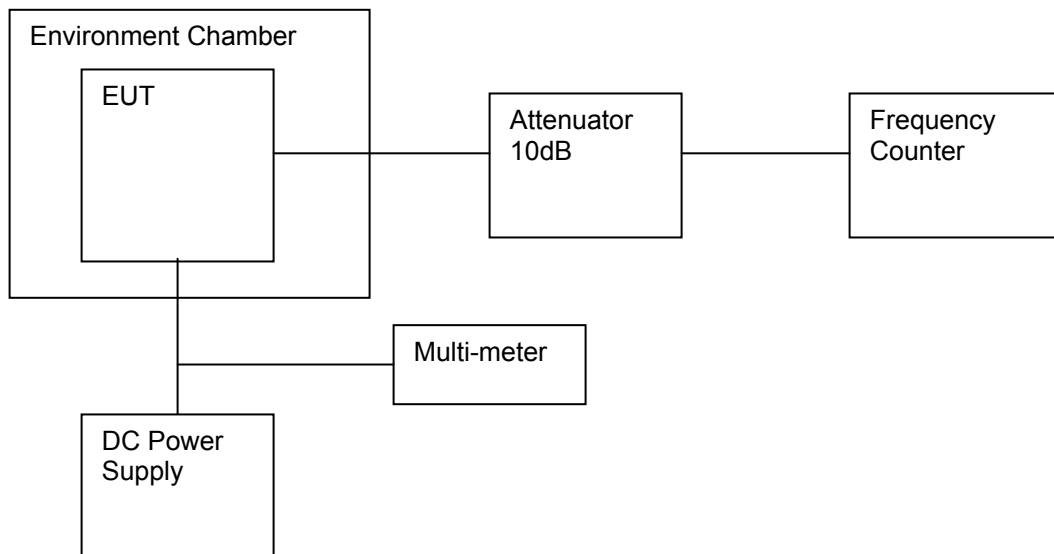 Environment Chamber
EUT
Attenuator
10dB
Frequency
Counter
Multi-meter
DC Power
Supply